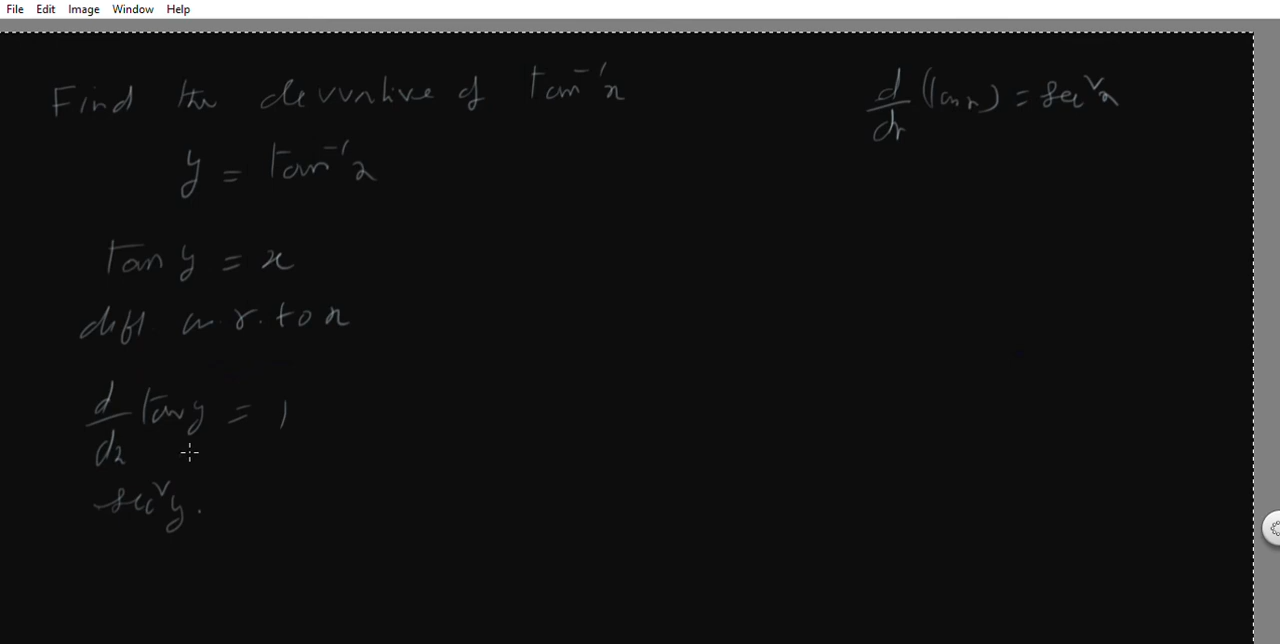 File Edit Image Window Help
Find the derivative of tan⁻¹x
d/dx (tan x) = sec²x
y = tan⁻¹x
tan y = x
diff. w.r. to x
d/dx tan y = 1
sec²y.